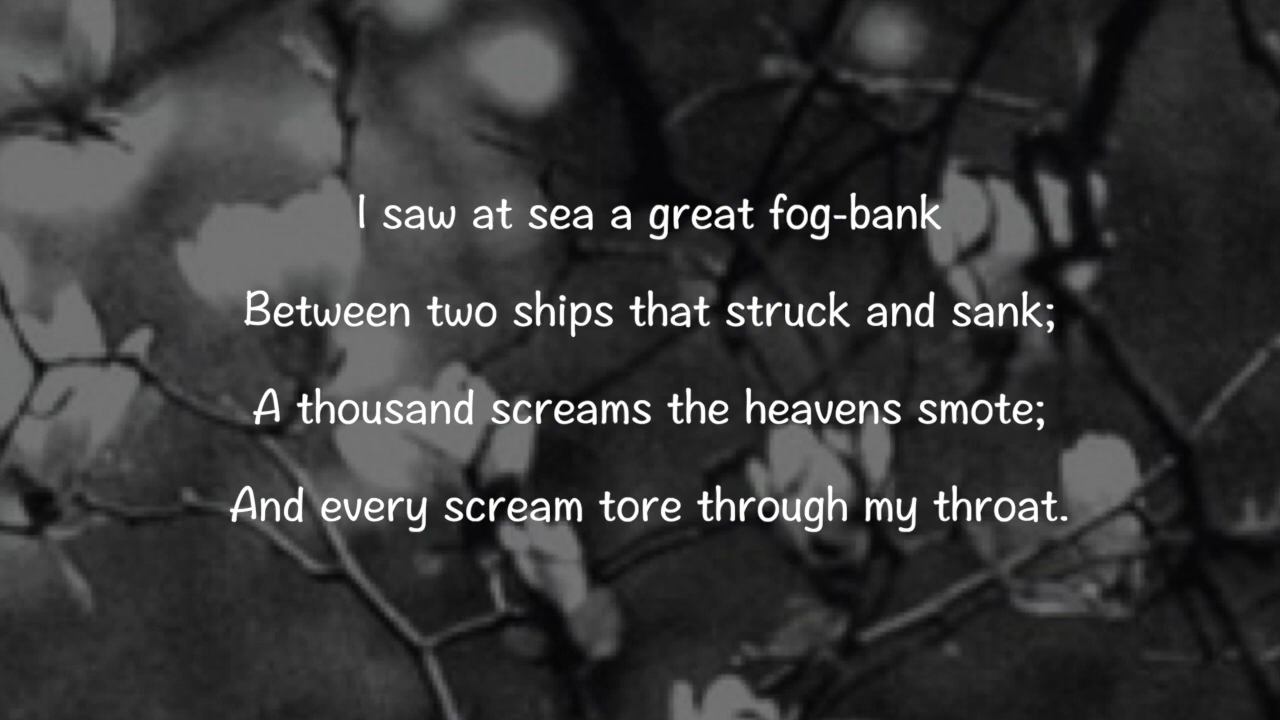 I saw at sea a great fog-bank
Between two ships that struck and sank;
A thousand screams the heavens smote;
And every scream tore through my throat.